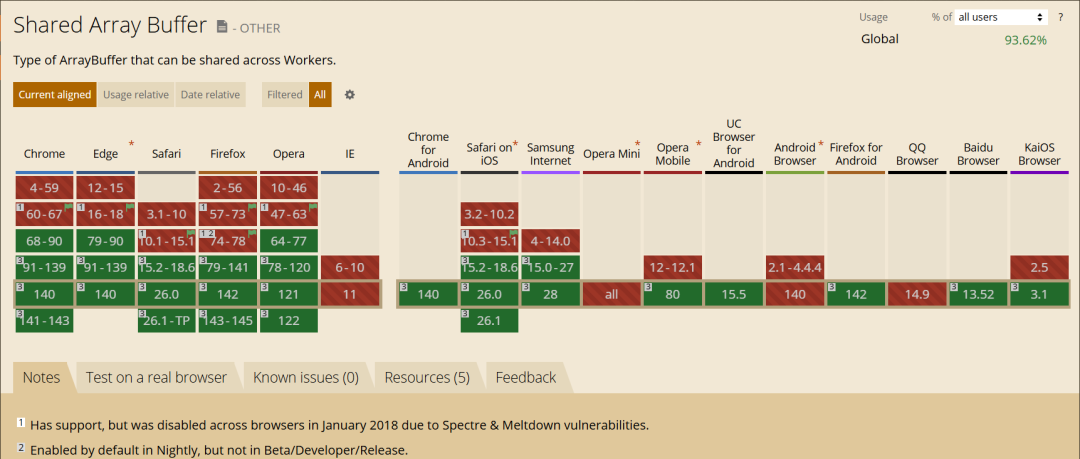 Shared Array Buffer - OTHER
Usage % of all users ?
Global 93.62%
Type of ArrayBuffer that can be shared across Workers.
Current aligned Usage relative Date relative Filtered All
Chrome Edge * Safari Firefox Opera IE Chrome for Android Safari on iOS * Samsung Internet Opera Mini * Opera Mobile * UC Browser for Android Android Browser * Firefox for Android QQ Browser Baidu Browser KaiOS Browser
4-59 12-15 2-56 10-46
1 60-67 1 16-18 3.1-10 1 57-73 1 47-63 3.2-10.2
68-90 79-90 1 10.1-15.1 1 2 74-78 64-77 1 10.3-15.1 4-14.0
3 91-139 3 91-139 3 15.2-18.6 3 79-141 3 78-120 6-10 3 15.2-18.6 3 15.0-27 12-12.1 2.1-4.4.4 2.5
3 140 3 140 3 26.0 3 142 3 121 11 3 140 3 26.0 3 28 all 3 80 15.5 140 3 142 14.9 3 13.52 3 3.1
3 141-143 3 26.1-TP 3 143-145 3 122 3 26.1
Notes Test on a real browser Known issues (0) Resources (5) Feedback
1 Has support, but was disabled across browsers in January 2018 due to Spectre & Meltdown vulnerabilities.
2 Enabled by default in Nightly, but not in Beta/Developer/Release.